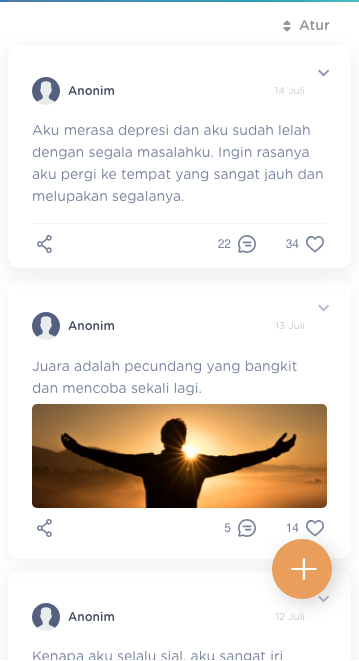 Atur
Anonim
14 Juli
Aku merasa depresi dan aku sudah lelah
dengan segala masalahku. Ingin rasanya
aku pergi ke tempat yang sangat jauh dan
melupakan segalanya.
22
34
Anonim
13 Juli
Juara adalah pecundang yang bangkit
dan mencoba sekali lagi.
5
14
Anonim
12 Juli
Kenapa aku selalu sial, aku sangat iri